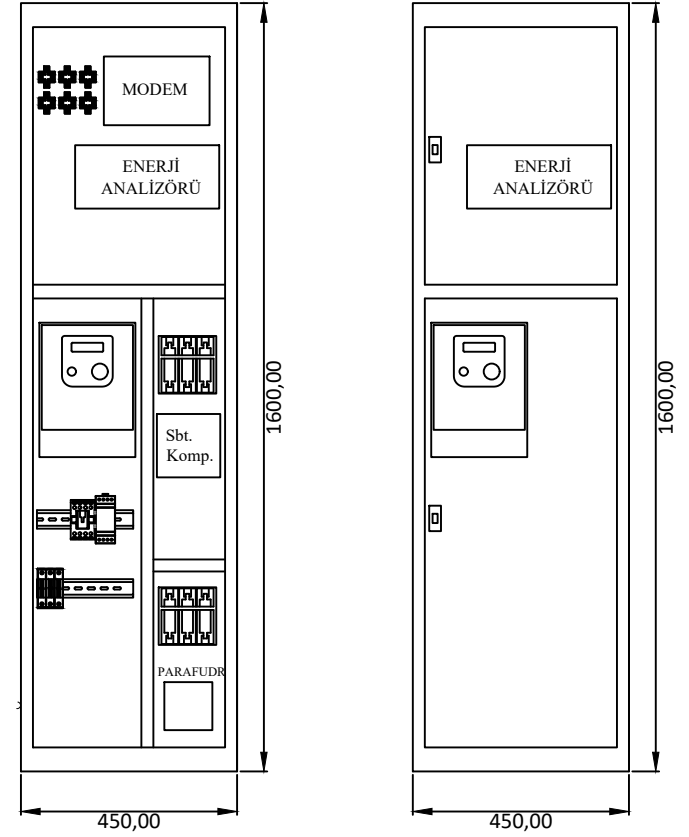 MODEM
ENERJİ
ANALİZÖRÜ
Sbt.
Komp.
PARAFUDR
1600,00
450,00
ENERJİ
ANALİZÖRÜ
1600,00
450,00